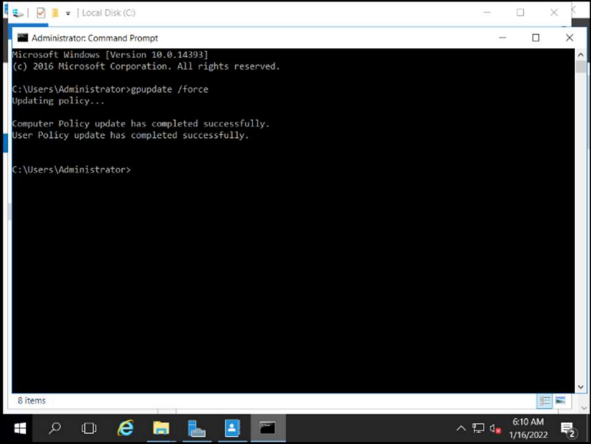 Local Disk (C:)
Administrator: Command Prompt
Microsoft Windows [Version 10.0.14393]
(c) 2016 Microsoft Corporation. All rights reserved.
C:\Users\Administrator>gpupdate /force
Updating policy...
Computer Policy update has completed successfully.
User Policy update has completed successfully.
C:\Users\Administrator>
8 items
6:10 AM
1/16/2022
2